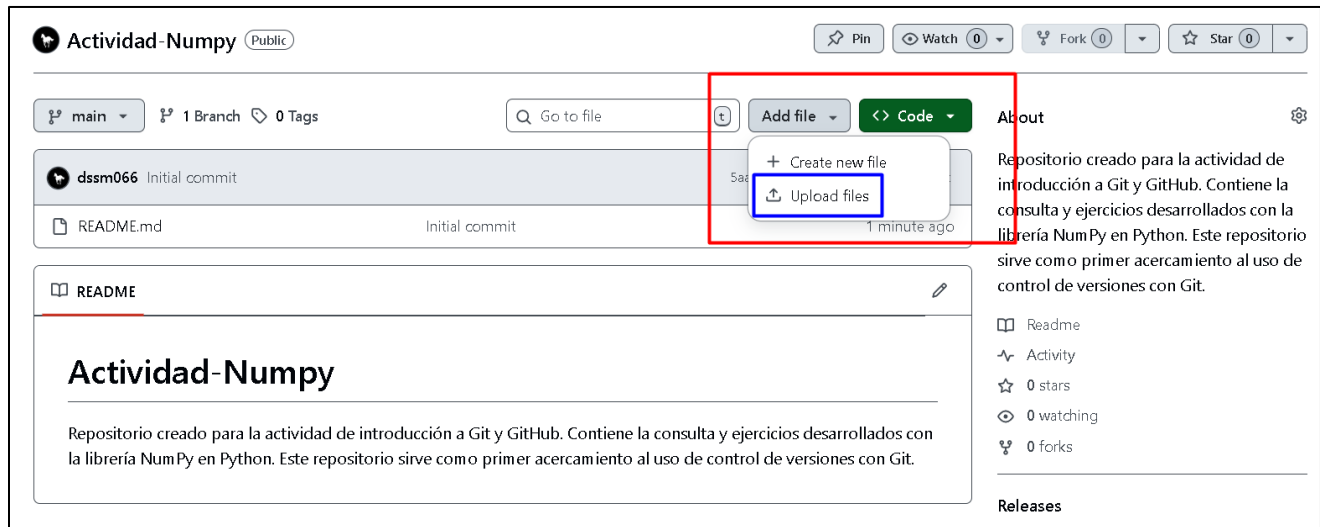 Actividad-Numpy Public
Pin
Watch 0
Fork 0
Star 0
main
1 Branch
0 Tags
Go to file
t
Add file
Code
Create new file
Upload files
dssm066 Initial commit
5aa
README.md
Initial commit
1 minute ago
README
Actividad-Numpy
Repositorio creado para la actividad de introducción a Git y GitHub. Contiene la consulta y ejercicios desarrollados con
la librería NumPy en Python. Este repositorio sirve como primer acercamiento al uso de control de versiones con Git.
About
Repositorio creado para la actividad de
introducción a Git y GitHub. Contiene la
consulta y ejercicios desarrollados con la
librería NumPy en Python. Este repositorio
sirve como primer acercamiento al uso de
control de versiones con Git.
Readme
Activity
0 stars
0 watching
0 forks
Releases